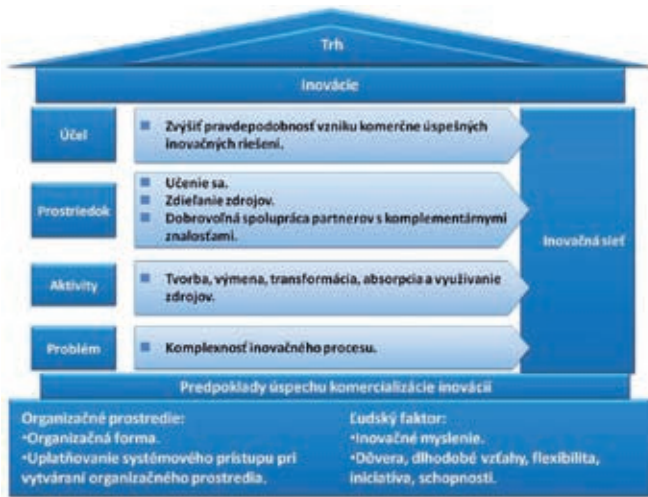 Trh
Inovácie
Účel
■ Zvýšiť pravdepodobnosť vzniku komerčne úspešných
inovačných riešení.
Prostriedok
■ Učenie sa.
■ Zdieľanie zdrojov.
■ Dobrovoľná spolupráca partnerov s komplementárnymi
znalosťami.
Aktivity
■ Tvorba, výmena, transformácia, absorpcia a využívanie
zdrojov.
Problém
■ Komplexnosť inovačného procesu.
Inovačná sieť
Predpoklady úspechu komercializácie inovácií
Organizačné prostredie:
•Organizačná forma.
•Uplatňovanie systémového prístupu pri
vytváraní organizačného prostredia.
Ľudský faktor:
•Inovačné myslenie.
•Dôvera, dlhodobé vzťahy, flexibilita,
iniciatíva, schopnosti.